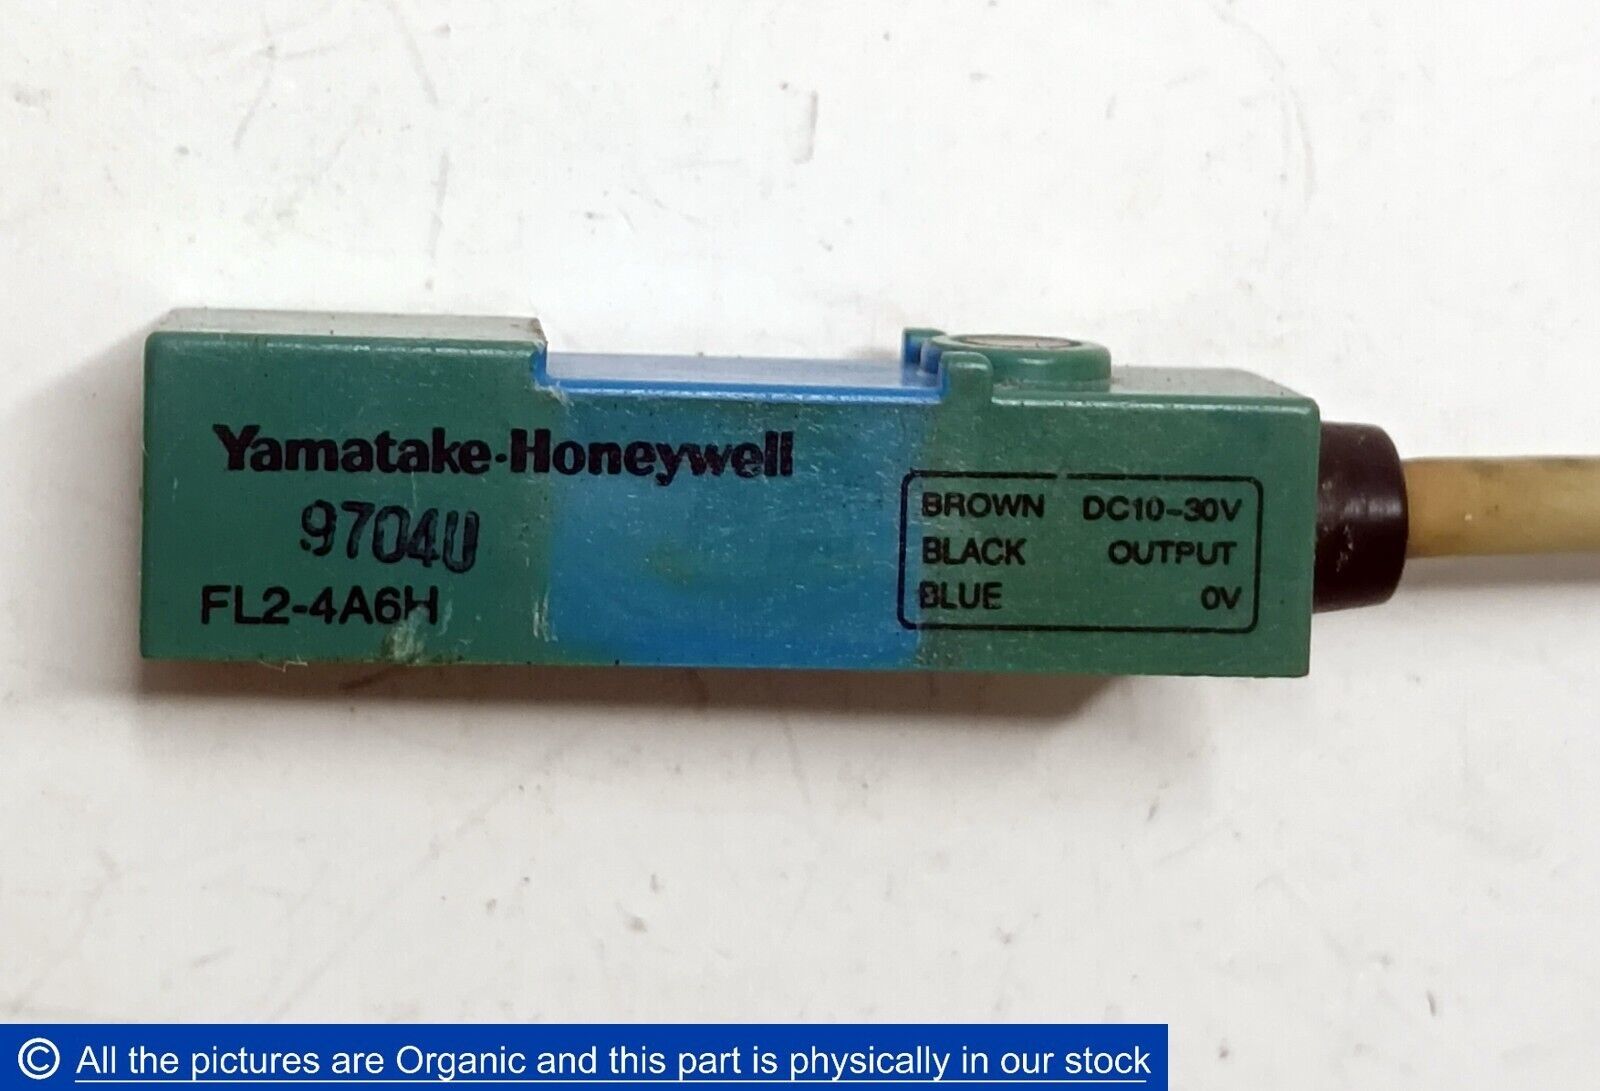 Yamatake-Honeywell
9704U
FL2-4A6H
BROWN DC10-30V
BLACK OUTPUT
BLUE 0V
© All the pictures are Organic and this part is physically in our stock